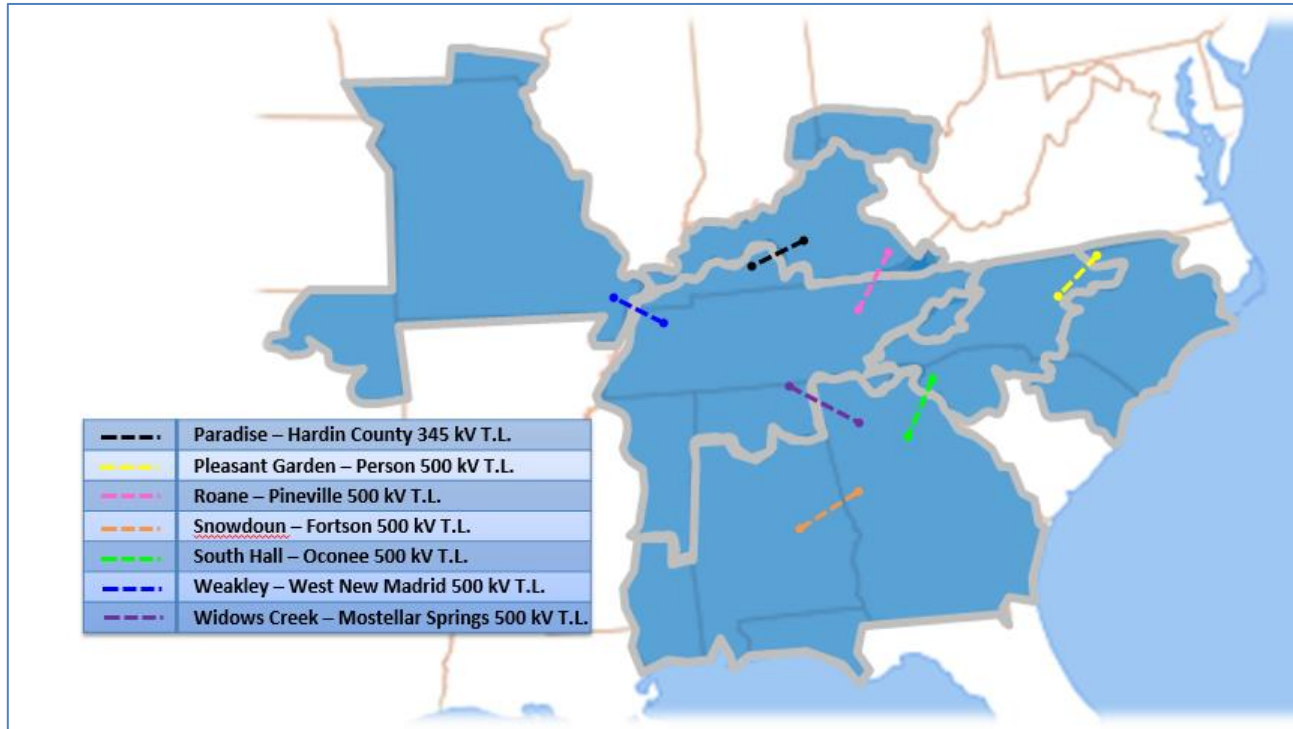 Paradise – Hardin County 345 kV T.L.
Pleasant Garden – Person 500 kV T.L.
Roane – Pineville 500 kV T.L.
Snowdoun – Fortson 500 kV T.L.
South Hall – Oconee 500 kV T.L.
Weakley – West New Madrid 500 kV T.L.
Widows Creek – Mostellar Springs 500 kV T.L.